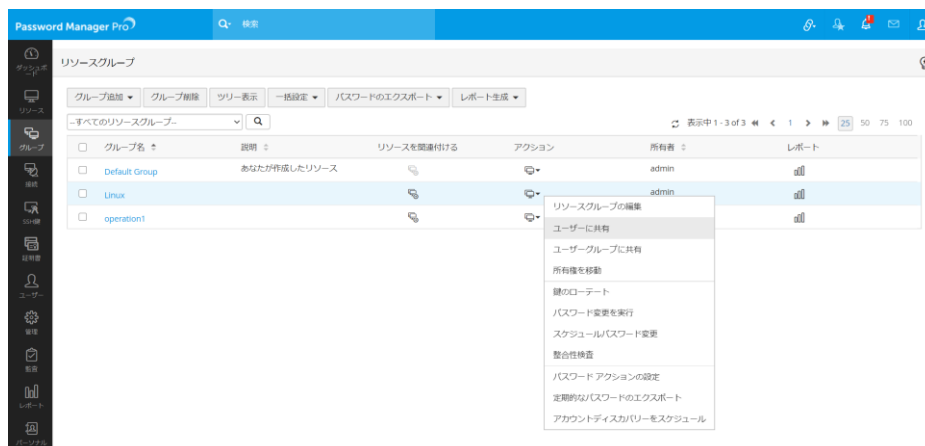 Password Manager Pro
検索
ダッシュボード
リソース
グループ
接続
SSH鍵
証明書
ユーザー
管理
監査
レポート
パーソナル
リソースグループ
グループ追加 グループ削除 ツリー表示 一括設定 パスワードのエクスポート レポート生成
--すべてのリソースグループ-- 表示中 1 - 3 of 3 1 25 50 75 100
グループ名 説明 リソースを関連付ける アクション 所有者 レポート
Default Group あなたが作成したリソース admin
Linux admin
operation1
リソースグループの編集
ユーザーに共有
ユーザーグループに共有
所有権を移動
鍵のローテート
パスワード変更を実行
スケジュールパスワード変更
整合性検査
パスワード アクションの設定
定期的なパスワードのエクスポート
アカウントディスカバリーをスケジュール